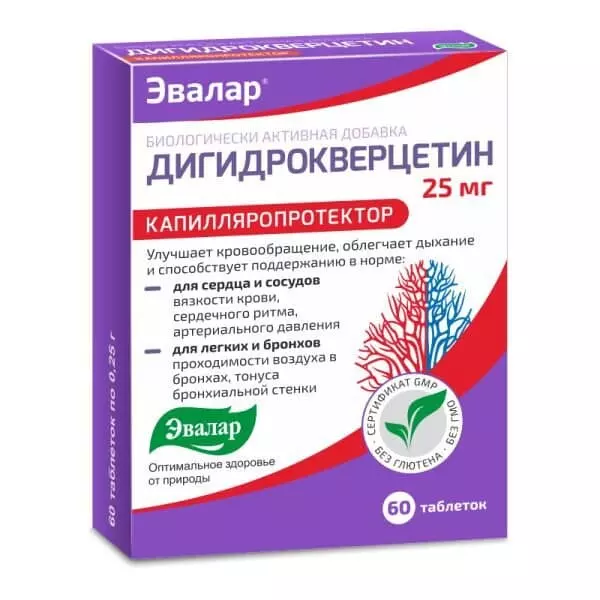 ДИГИДРОКВЕРЦЕТИН
КАПИЛЛЯРОПРОТЕКТОР
Эвалар
Эвалар®
БИОЛОГИЧЕСКИ АКТИВНАЯ ДОБАВКА
ДИГИДРОКВЕРЦЕТИН
25 мг
КАПИЛЛЯРОПРОТЕКТОР
Улучшает кровообращение, облегчает дыхание
и способствует поддержанию в норме:
для сердца и сосудов
вязкости крови,
сердечного ритма,
артериального давления
для легких и бронхов
проходимости воздуха в
бронхах, тонуса
бронхиальной стенки
СЕРТИФИКАТ GMP
БЕЗ ГЛЮТЕНА • БЕЗ ГМО
Эвалар
Оптимальное здоровье
от природы
60 таблеток
60 таблеток по 0,25 г